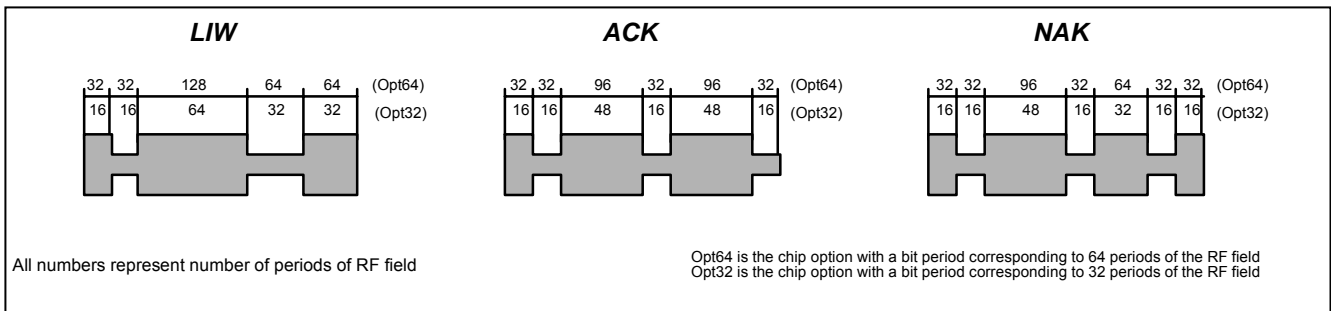 LIW ACK NAK
32 32 128 64 64 (Opt64) 32 32 96 32 96 32 (Opt64) 32 32 96 32 64 32 32 (Opt64)
16 16 64 32 32 (Opt32) 16 16 48 16 48 16 (Opt32) 16 16 48 16 32 16 16 (Opt32)
All numbers represent number of periods of RF field
Opt64 is the chip option with a bit period corresponding to 64 periods of the RF field
Opt32 is the chip option with a bit period corresponding to 32 periods of the RF field